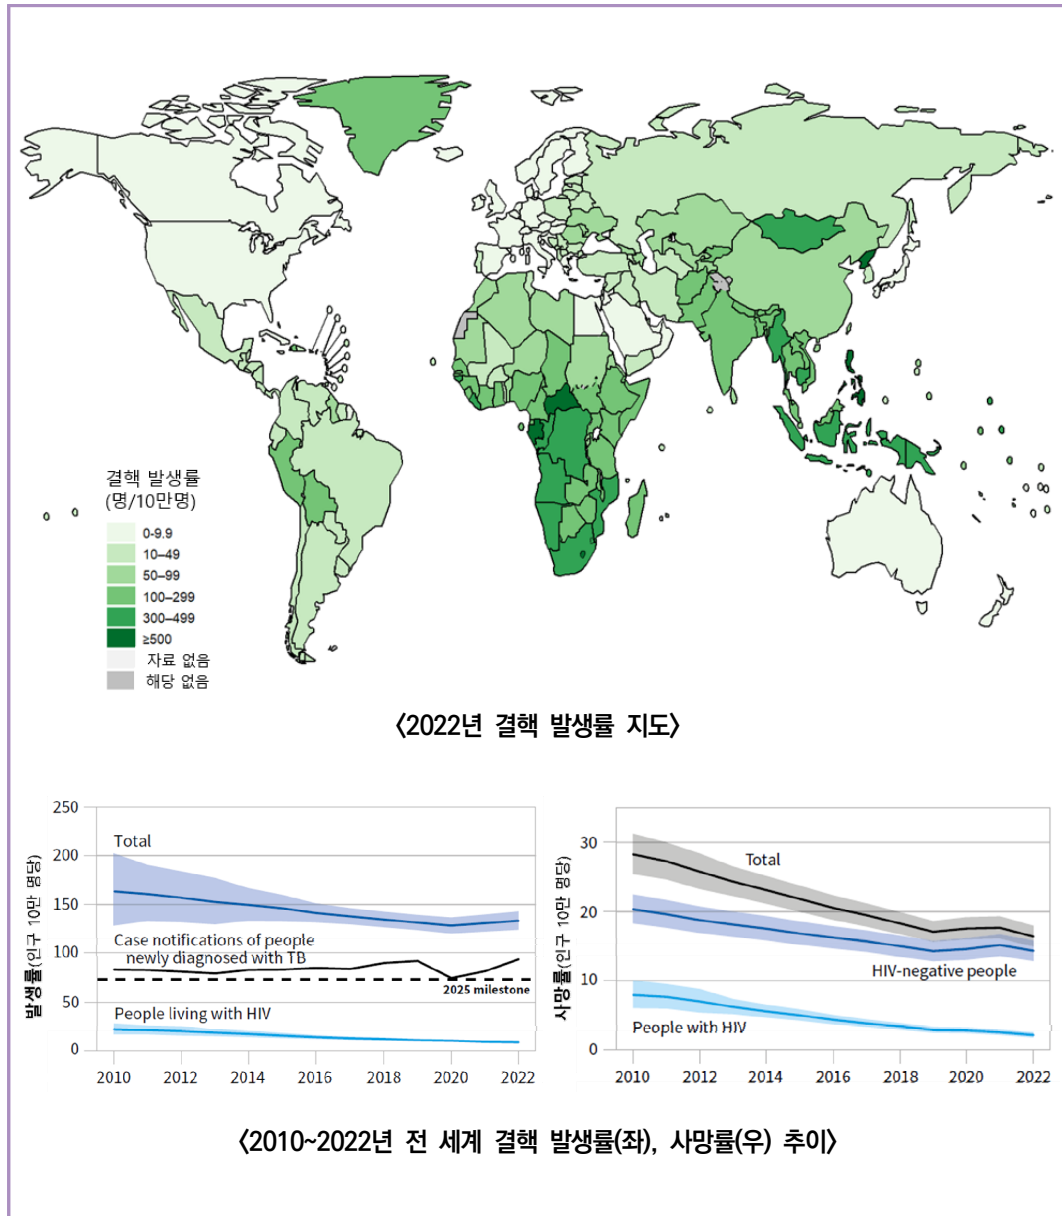 결핵 발생률
(명/10만명)
0-9.9
10–49
50–99
100–299
300–499
≥500
자료 없음
해당 없음
<2022년 결핵 발생률 지도>
발생률(인구 10만 명당)
250
200
150
100
50
0
Total
Case notifications of people
newly diagnosed with TB
2025 milestone
People living with HIV
2010 2012 2014 2016 2018 2020 2022
사망률(인구 10만 명당)
30
20
10
0
Total
HIV-negative people
People with HIV
2010 2012 2014 2016 2018 2020 2022
<2010~2022년 전 세계 결핵 발생률(좌), 사망률(우) 추이>